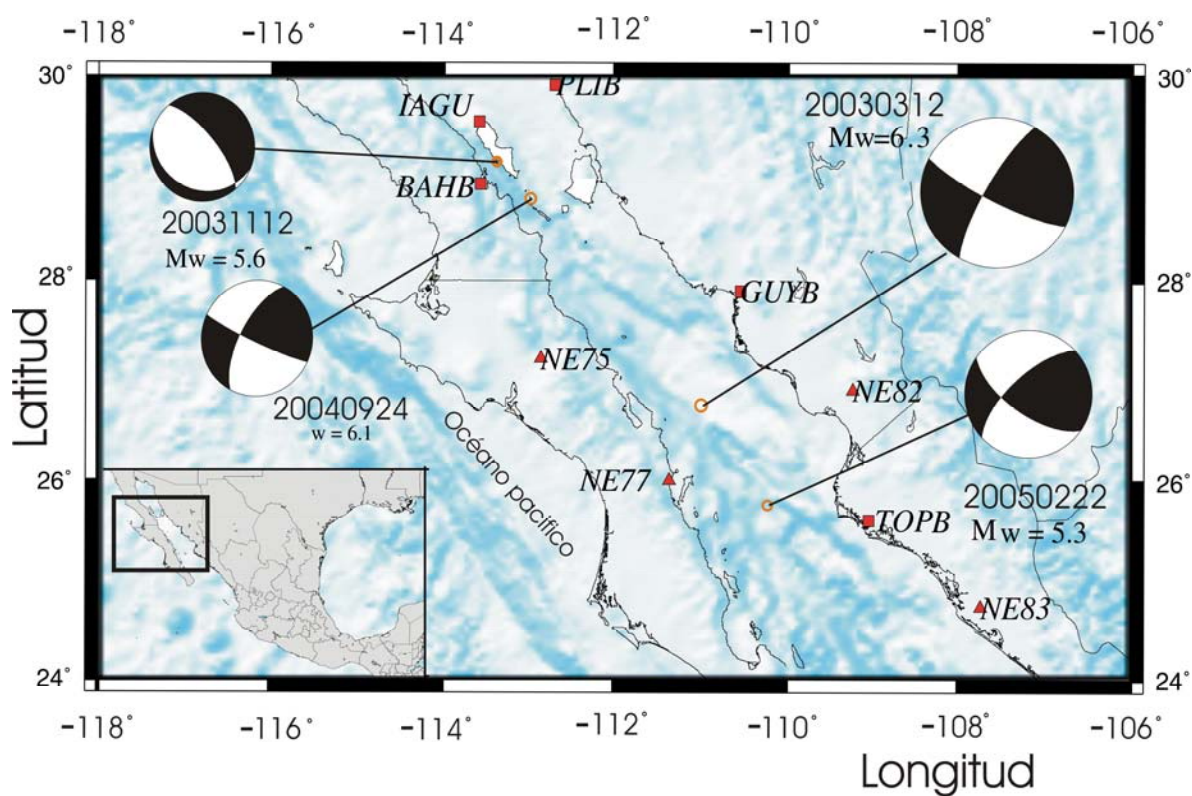 -118° -116° -114° -112° -110° -108° -106°
30° 30°
PLIB
IAGU
20030312
Mw=6.3
BAHB
20031112
Mw = 5.6
28° 28°
GUYB
NE75
NE82
20040924
w = 6.1
Latitud
Océano pacífico
26° 26°
NE77
20050222
Mw = 5.3
TOPB
NE83
24° 24°
-118° -116° -114° -112° -110° -108° -106°
Longitud